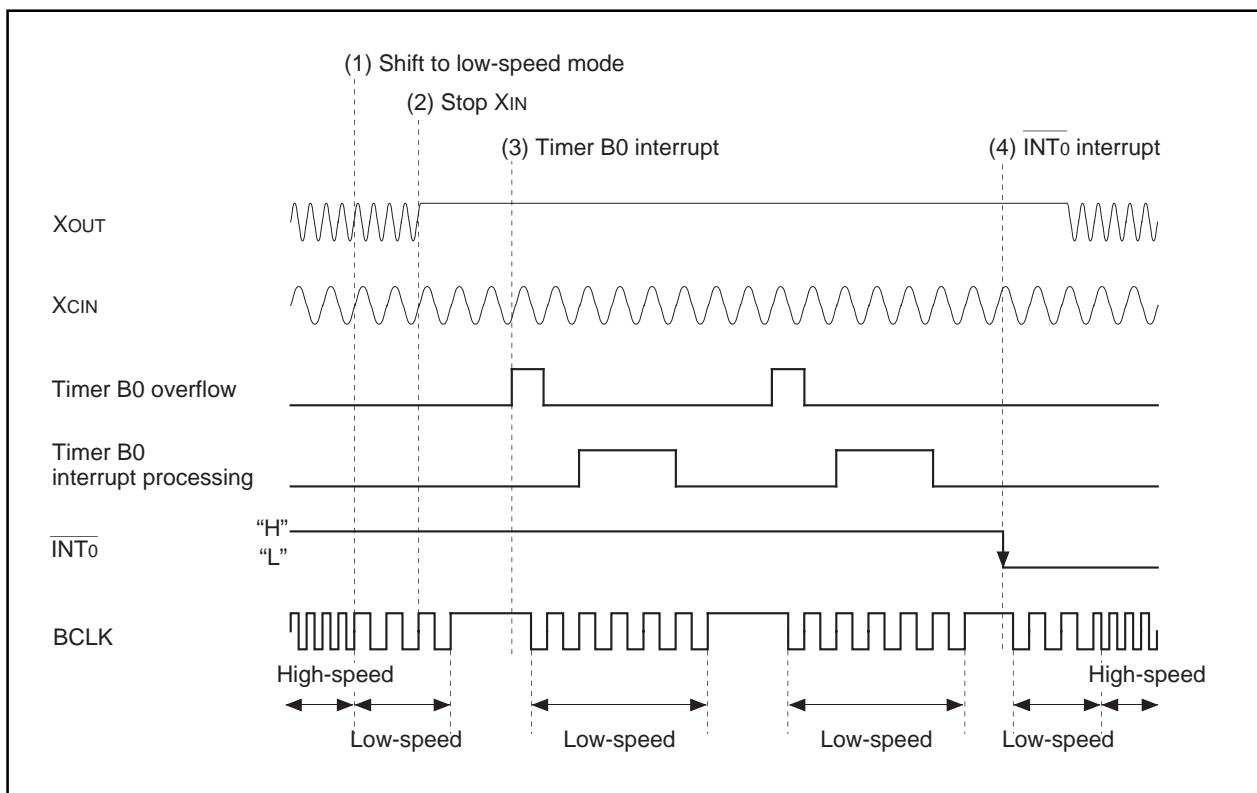 (1) Shift to low-speed mode
(2) Stop XIN
(3) Timer B0 interrupt
(4) INT0 interrupt
XOUT
XCIN
Timer B0 overflow
Timer B0
interrupt processing
“H”
INT0
“L”
BCLK
High-speed
High-speed
Low-speed
Low-speed
Low-speed
Low-speed